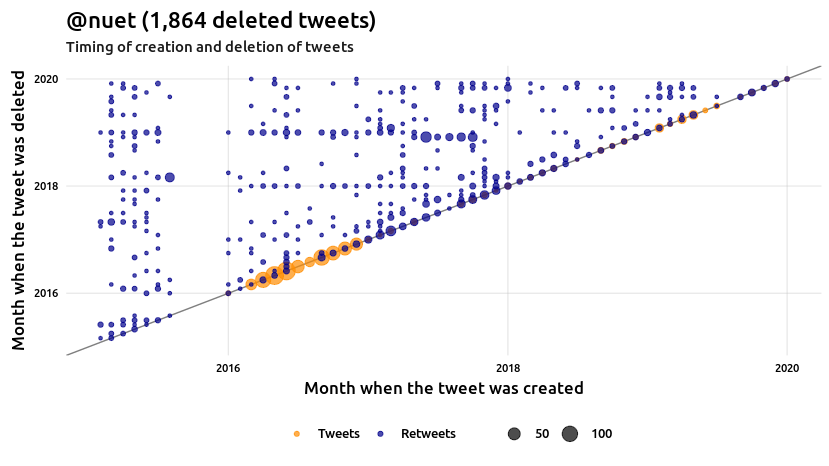 @nuet (1,864 deleted tweets)
Timing of creation and deletion of tweets
Month when the tweet was deleted
2020
2018
2016
2016 2018 2020
Month when the tweet was created
Tweets Retweets 50 100